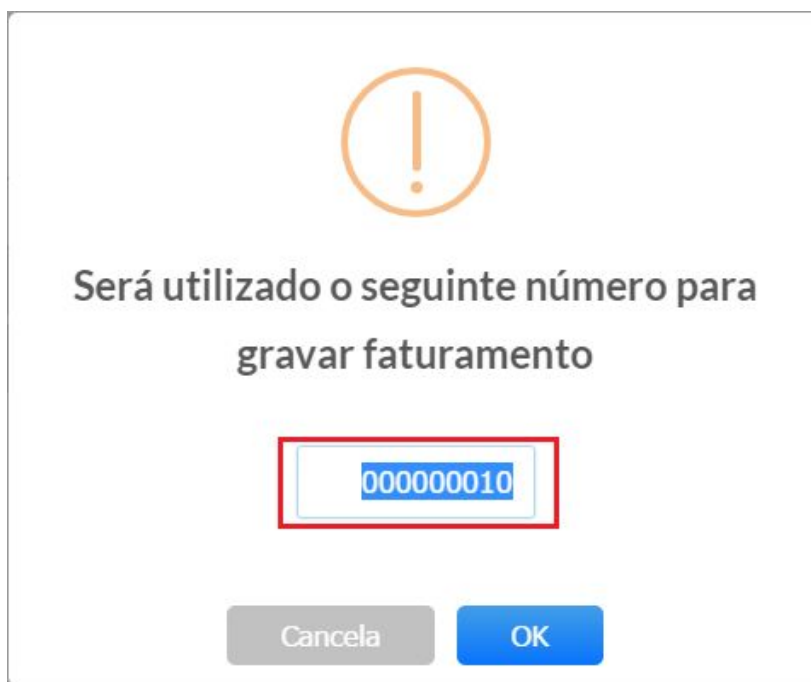 Será utilizado o seguinte número para
gravar faturamento
000000010
Cancela OK